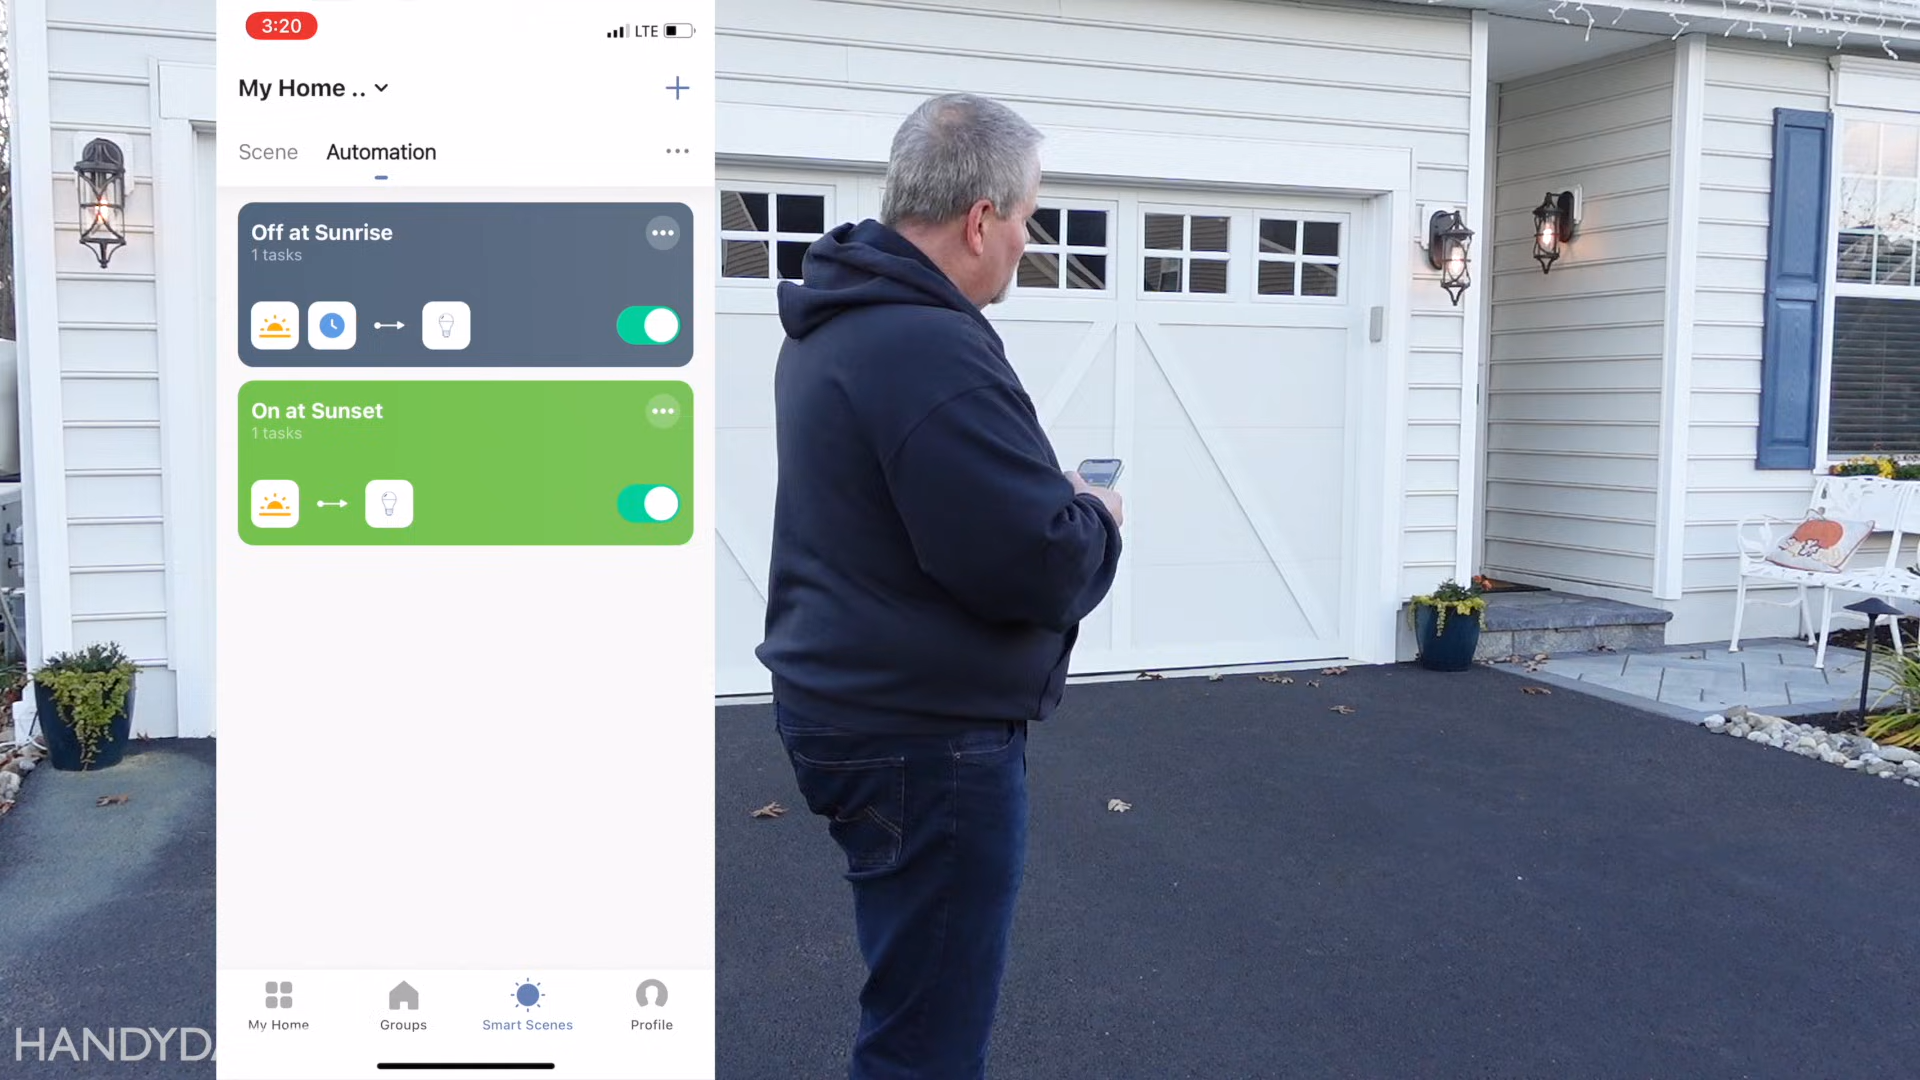 3:20
LTE
My Home ..
Scene Automation
Off at Sunrise
1 tasks
On at Sunset
1 tasks
My Home Groups Smart Scenes Profile
HANDYDA